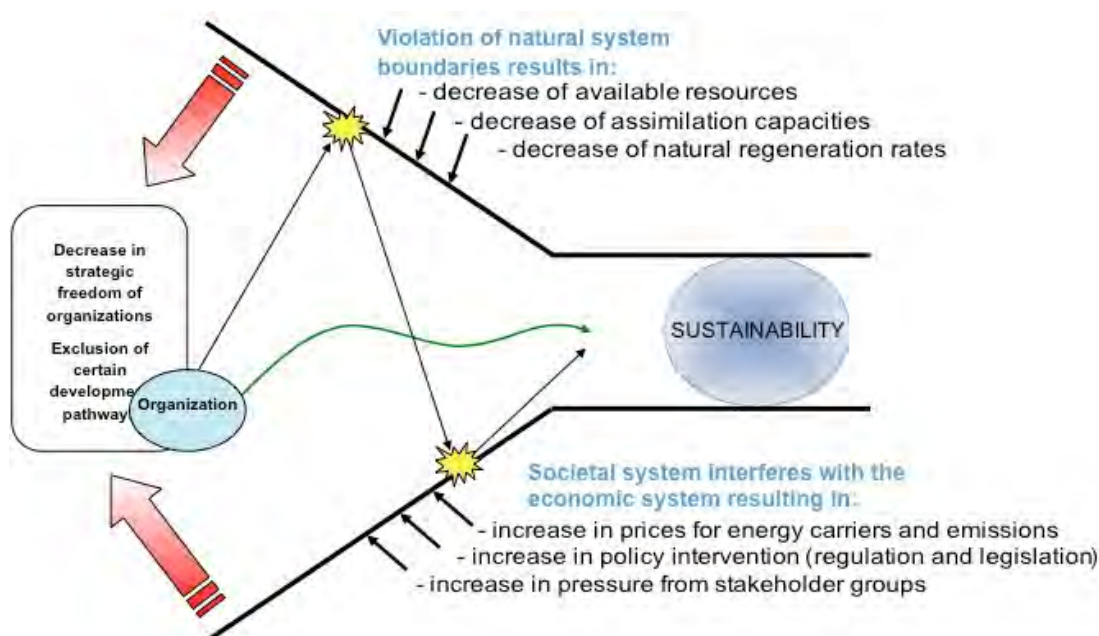 Violation of natural system
boundaries results in:
- decrease of available resources
- decrease of assimilation capacities
- decrease of natural regeneration rates
Decrease in
strategic
freedom of
organizations
Exclusion of
certain
developme
pathway
Organization
SUSTAINABILITY
Societal system interferes with the
economic system resulting in:
- increase in prices for energy carriers and emissions
- increase in policy intervention (regulation and legislation)
- increase in pressure from stakeholder groups